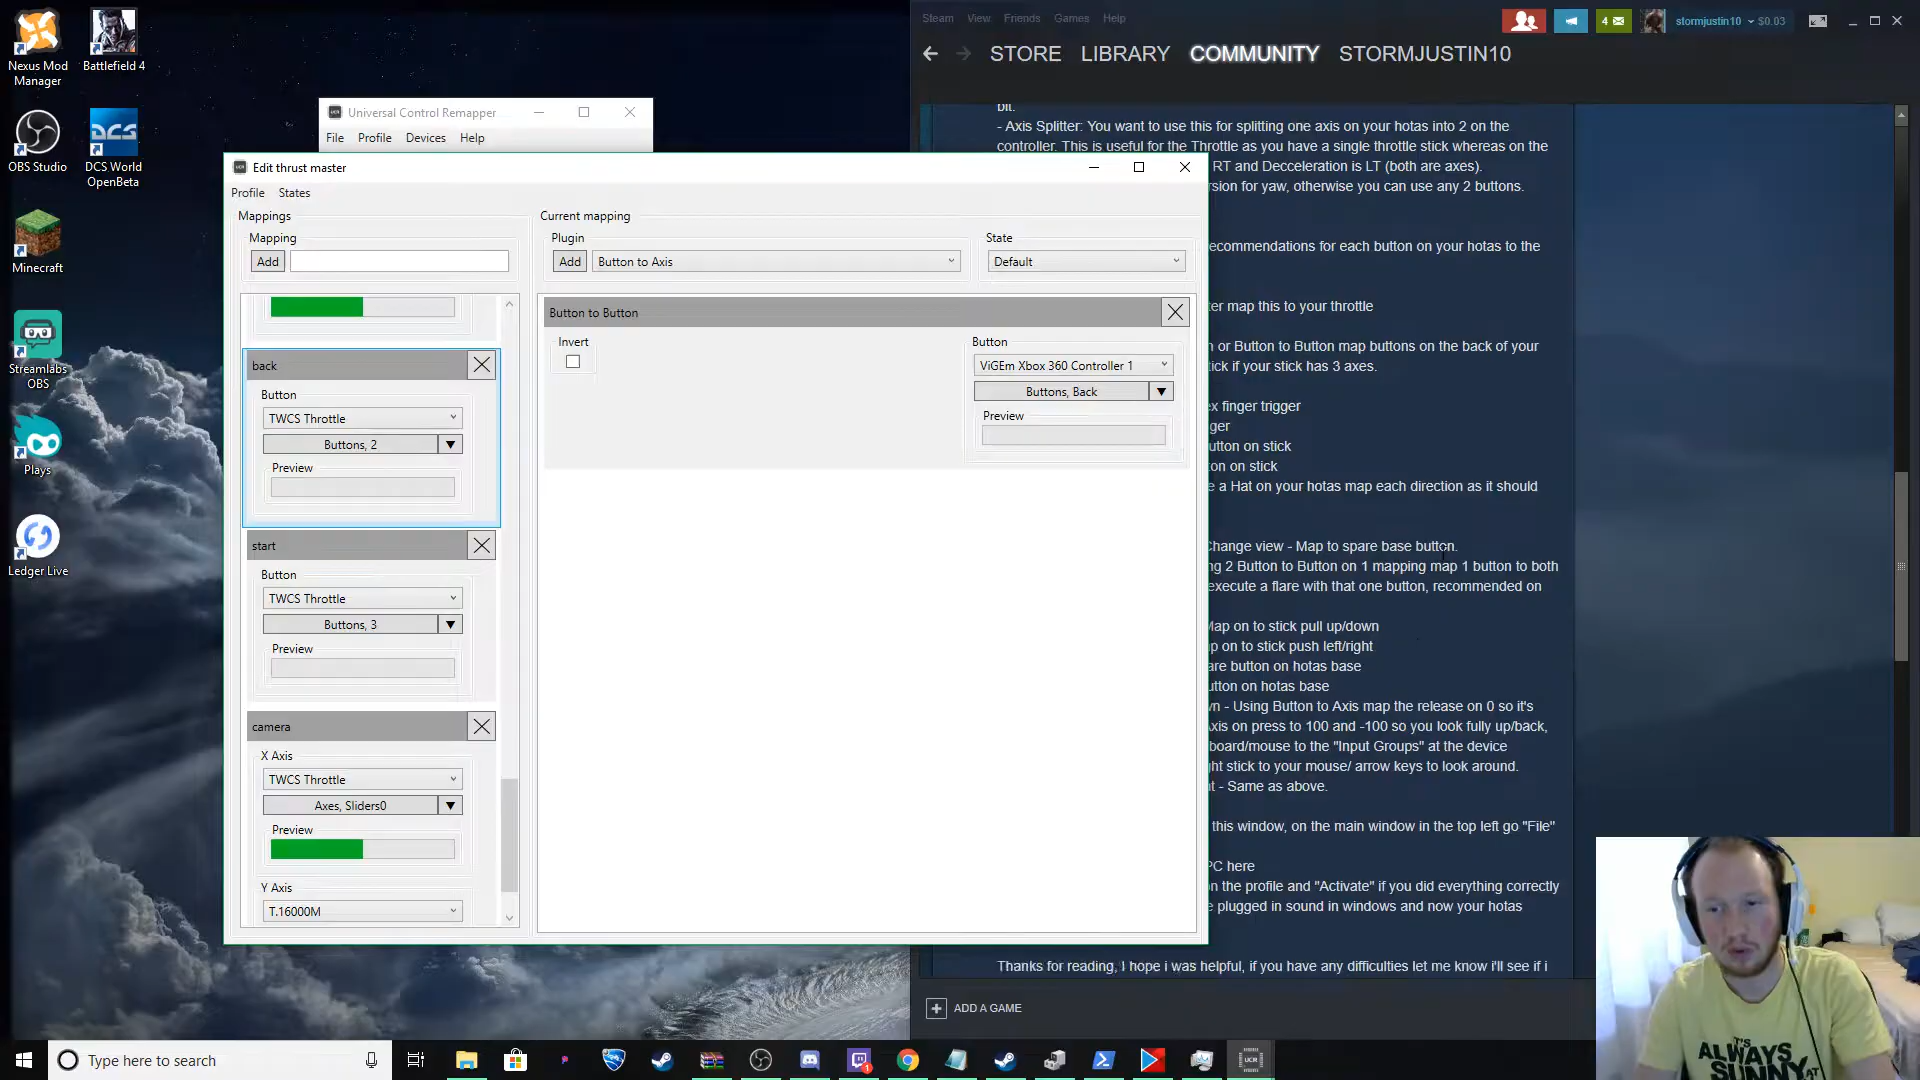 Nexus Mod
Manager
Battlefield 4
OBS Studio
DCS World
OpenBeta
Minecraft
Streamlabs
OBS
Plays
Ledger Live
Universal Control Remapper
File Profile Devices Help
Edit thrust master
Profile States
Mappings
Mapping
Add
Current mapping
Plugin
Add Button to Axis
State
Default
back
Button
TWCS Throttle
Buttons, 2
Preview
start
Button
TWCS Throttle
Buttons, 3
Preview
camera
X Axis
TWCS Throttle
Axes, Sliders0
Preview
Y Axis
T.16000M
Button to Button
Invert
Button
ViGEm Xbox 360 Controller 1
Buttons, Back
Preview
Steam View Friends Games Help
4
stormjustin10 $0.03
STORE LIBRARY COMMUNITY STORMJUSTIN10
bit.
- Axis Splitter: You want to use this for splitting one axis on your hotas into 2 on the
controller. This is useful for the Throttle as you have a single throttle stick whereas on the
RT and Decceleration is LT (both are axes).
rsion for yaw, otherwise you can use any 2 buttons.
ecommendations for each button on your hotas to the
ter map this to your throttle
n or Button to Button map buttons on the back of your
tick if your stick has 3 axes.
ex finger trigger
ger
utton on stick
ton on stick
e a Hat on your hotas map each direction as it should
Change view - Map to spare base button.
ng 2 Button to Button on 1 mapping map 1 button to both
execute a flare with that one button, recommended on
Map on to stick pull up/down
ap on to stick push left/right
are button on hotas base
utton on hotas base
wn - Using Button to Axis map the release on 0 so it's
Axis on press to 100 and -100 so you look fully up/back,
board/mouse to the "Input Groups" at the device
ght stick to your mouse/ arrow keys to look around.
t - Same as above.
this window, on the main window in the top left go "File"
PC here
on the profile and "Activate" if you did everything correctly
e plugged in sound in windows and now your hotas
Thanks for reading, I hope i was helpful, if you have any difficulties let me know i'll see if i
ADD A GAME
ALWAYS
SUNNY
Type here to search
UCR